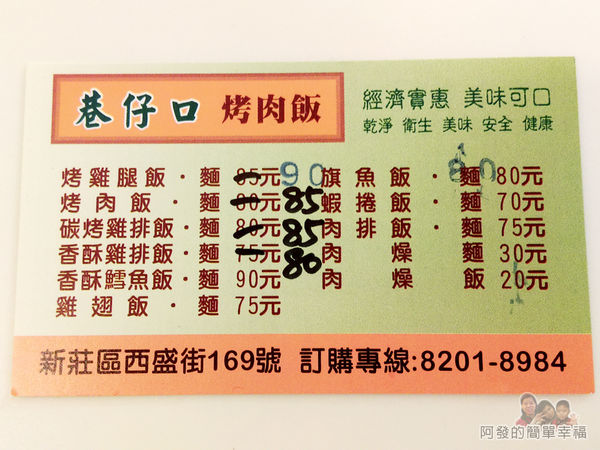 巷仔口 烤肉飯 經濟實惠 美味可口
乾淨 衛生 美味 安全 健康
烤雞腿飯・麵 85元 90 旗魚飯・麵 80元 80
烤肉飯・麵 元 85 蝦捲飯・麵 70元
碳烤雞排飯・麵 80元 85 肉排飯・麵 75元
香酥雞排飯・麵 75元 80 肉燥麵 30元
香酥鱈魚飯・麵 90元 肉燥飯 20元
雞翅飯・麵 75元
新莊區西盛街169號 訂購專線:8201-8984
阿發的簡單幸福